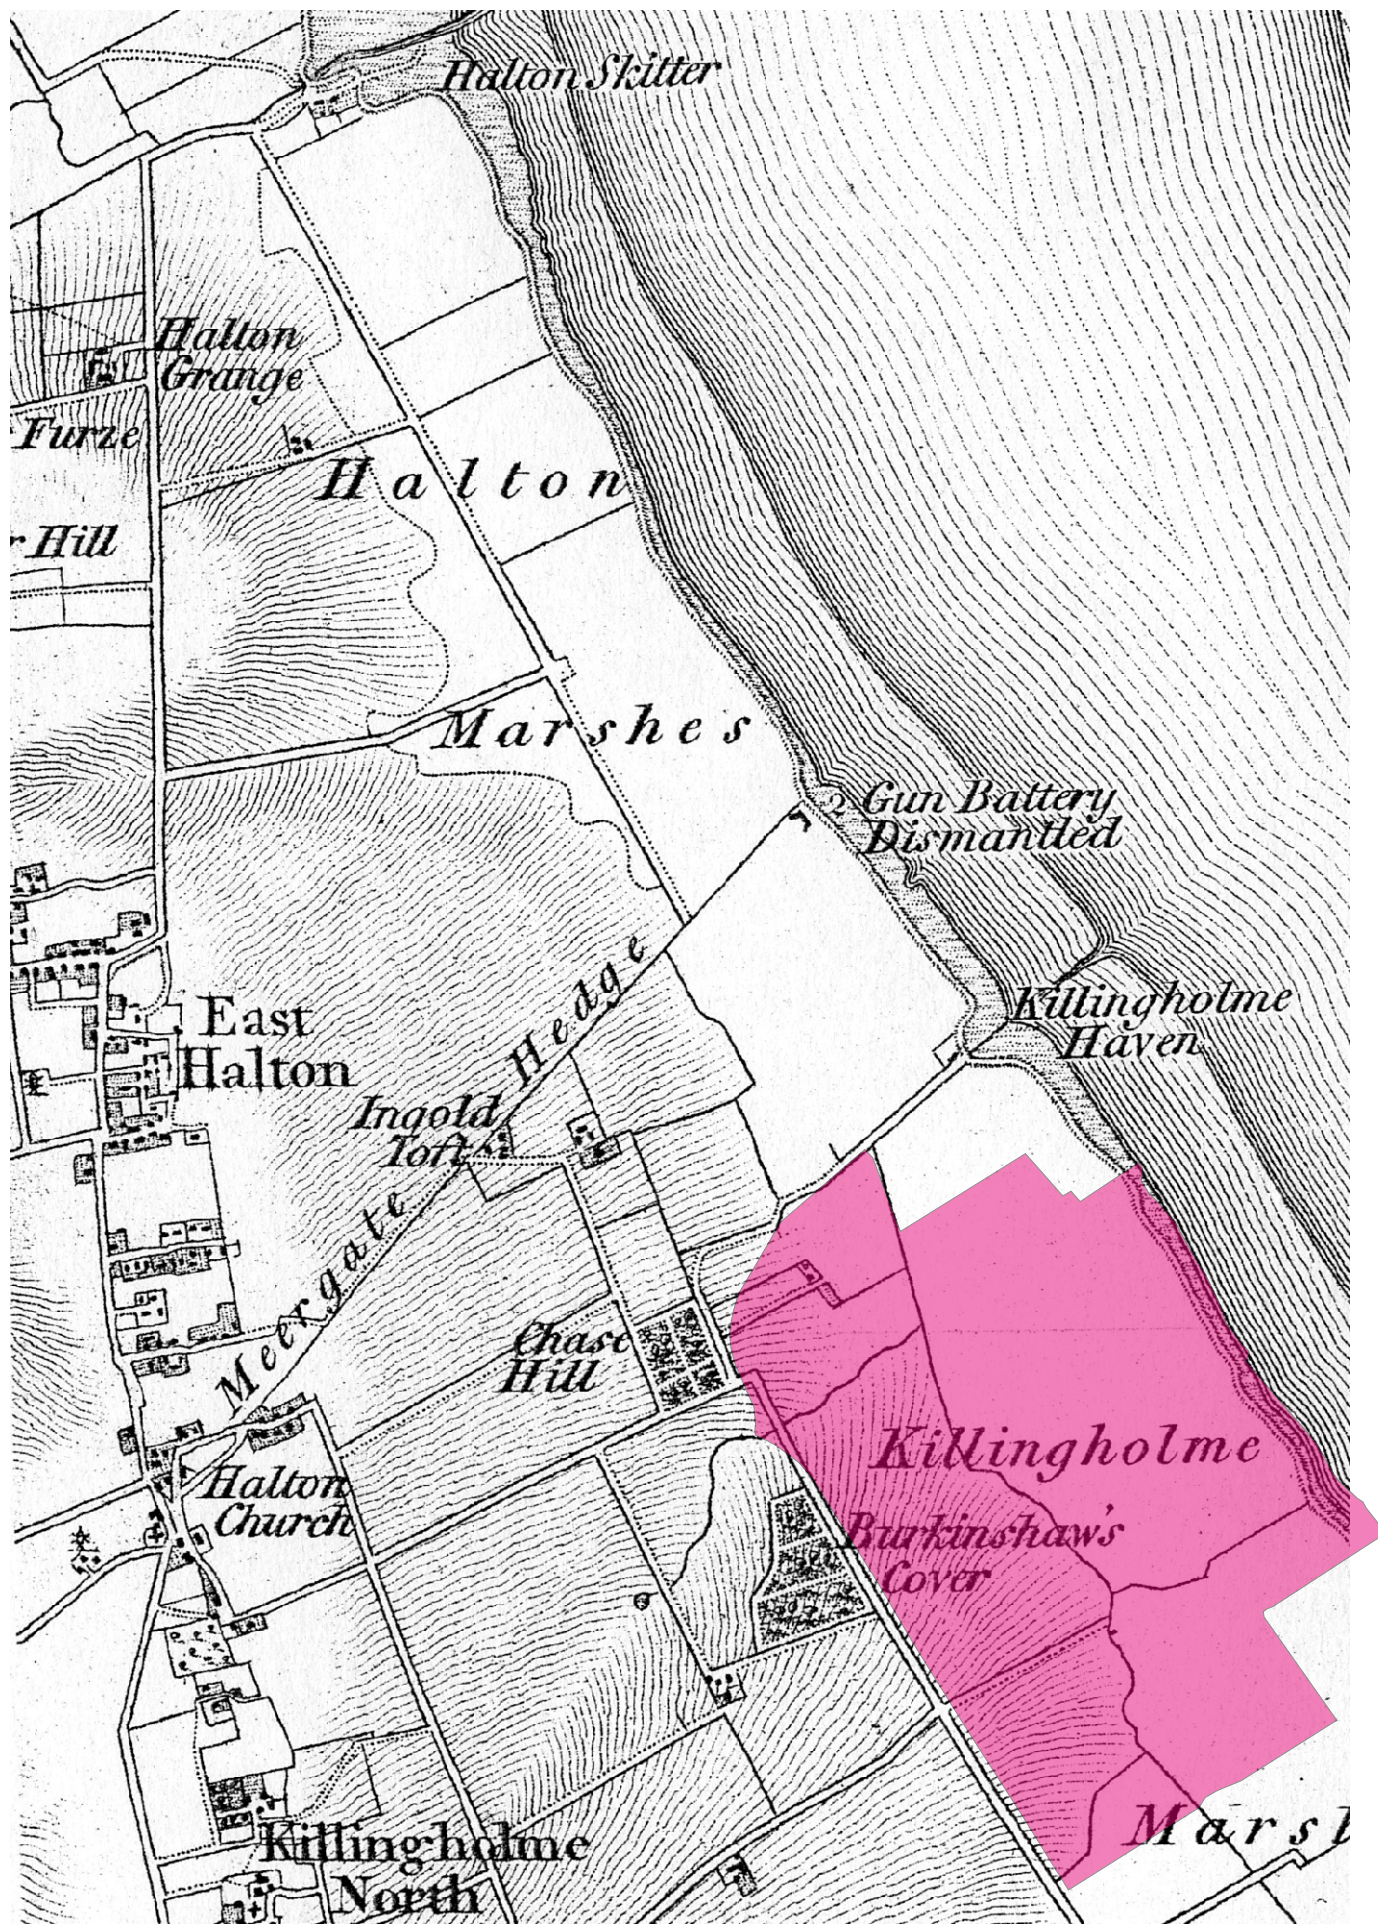 Halton Skitter
Halton
Grange
Furze
Halton
r Hill
Marshes
Gun Battery
Dismantled
Hedge
Killingholme
Haven
East
Halton
Ingold
Toft
Meergate
Chase
Hill
Killingholme
Halton
Church
Burkinshaw's
Cover
Marsh
Killingholme
North